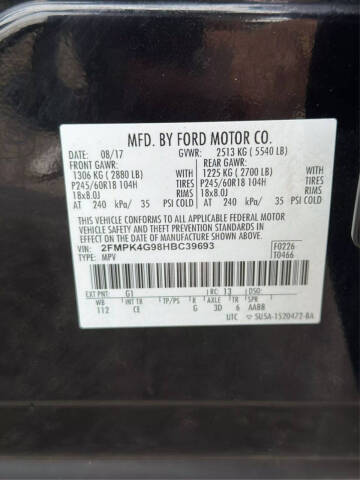 MFD. BY FORD MOTOR CO.
DATE: 08/17 GVWR: 2513 KG ( 5540 LB)
FRONT GAWR: REAR GAWR:
1306 KG ( 2880 LB) 1225 KG ( 2700 LB)
P245/60R18 104H TIRES P245/60R18 104H TIRES
18x8.0J RIMS 18x8.0J RIMS
AT 240 kPa/ 35 PSI COLD AT 240 kPa/ 35 PSI COLD
THIS VEHICLE CONFORMS TO ALL APPLICABLE FEDERAL MOTOR
VEHICLE SAFETY AND THEFT PREVENTION STANDARDS IN EFFECT
ON THE DATE OF MANUFACTURE SHOWN ABOVE.
VIN: 2FMPK4G98HBC39693 F0226
TYPE: MPV T0466
EXT PNT: G1 RC: 13 DSO:
WB INT TR TP/PS R AXLE TR SPR
112 CE G 3D 6 AABB
UTC SU5A-1520472-BA